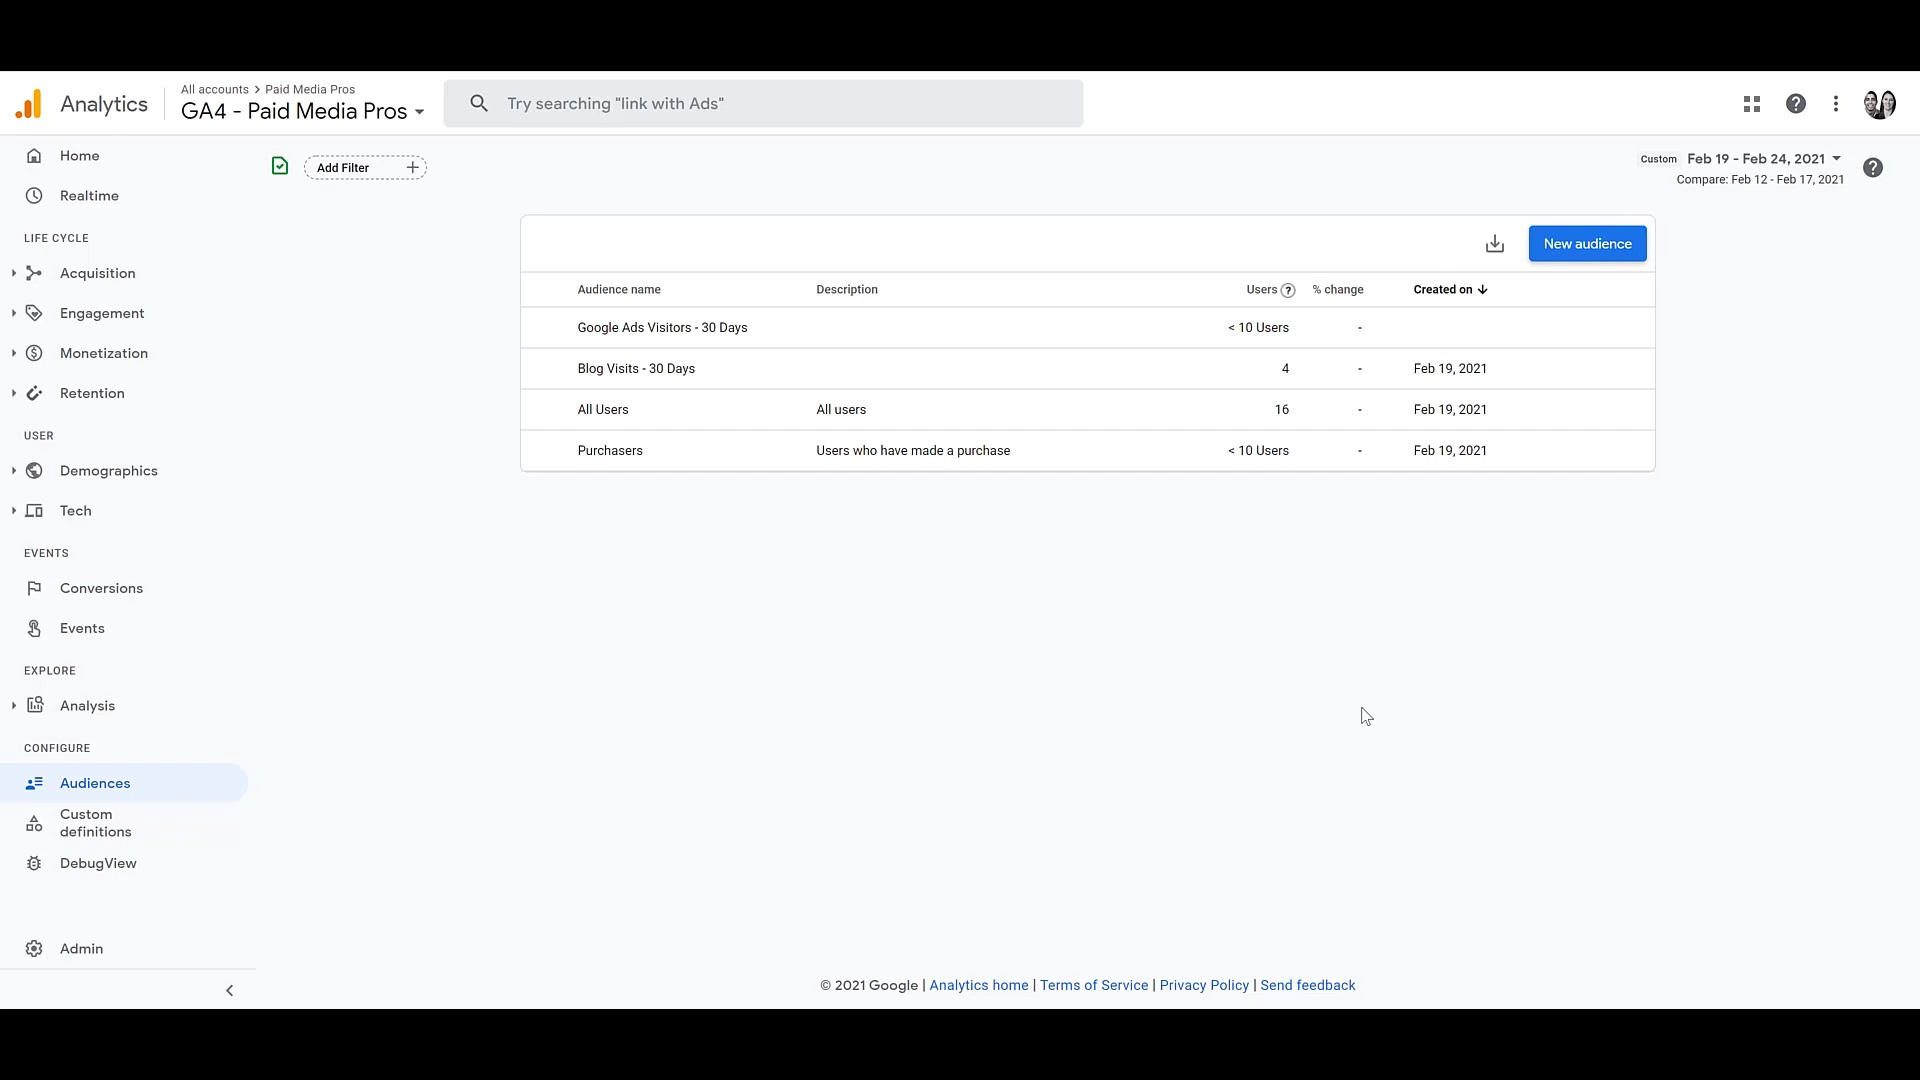 Analytics
All accounts > Paid Media Pros
GA4 - Paid Media Pros
Try searching "link with Ads"
Home
Realtime
LIFE CYCLE
Acquisition
Engagement
Monetization
Retention
USER
Demographics
Tech
EVENTS
Conversions
Events
EXPLORE
Analysis
CONFIGURE
Audiences
Custom
definitions
DebugView
Admin
Add Filter +
Custom Feb 19 - Feb 24, 2021
Compare: Feb 12 - Feb 17, 2021
New audience
Audience name Description Users % change Created on
Google Ads Visitors - 30 Days < 10 Users -
Blog Visits - 30 Days 4 - Feb 19, 2021
All Users All users 16 - Feb 19, 2021
Purchasers Users who have made a purchase < 10 Users - Feb 19, 2021
© 2021 Google | Analytics home | Terms of Service | Privacy Policy | Send feedback